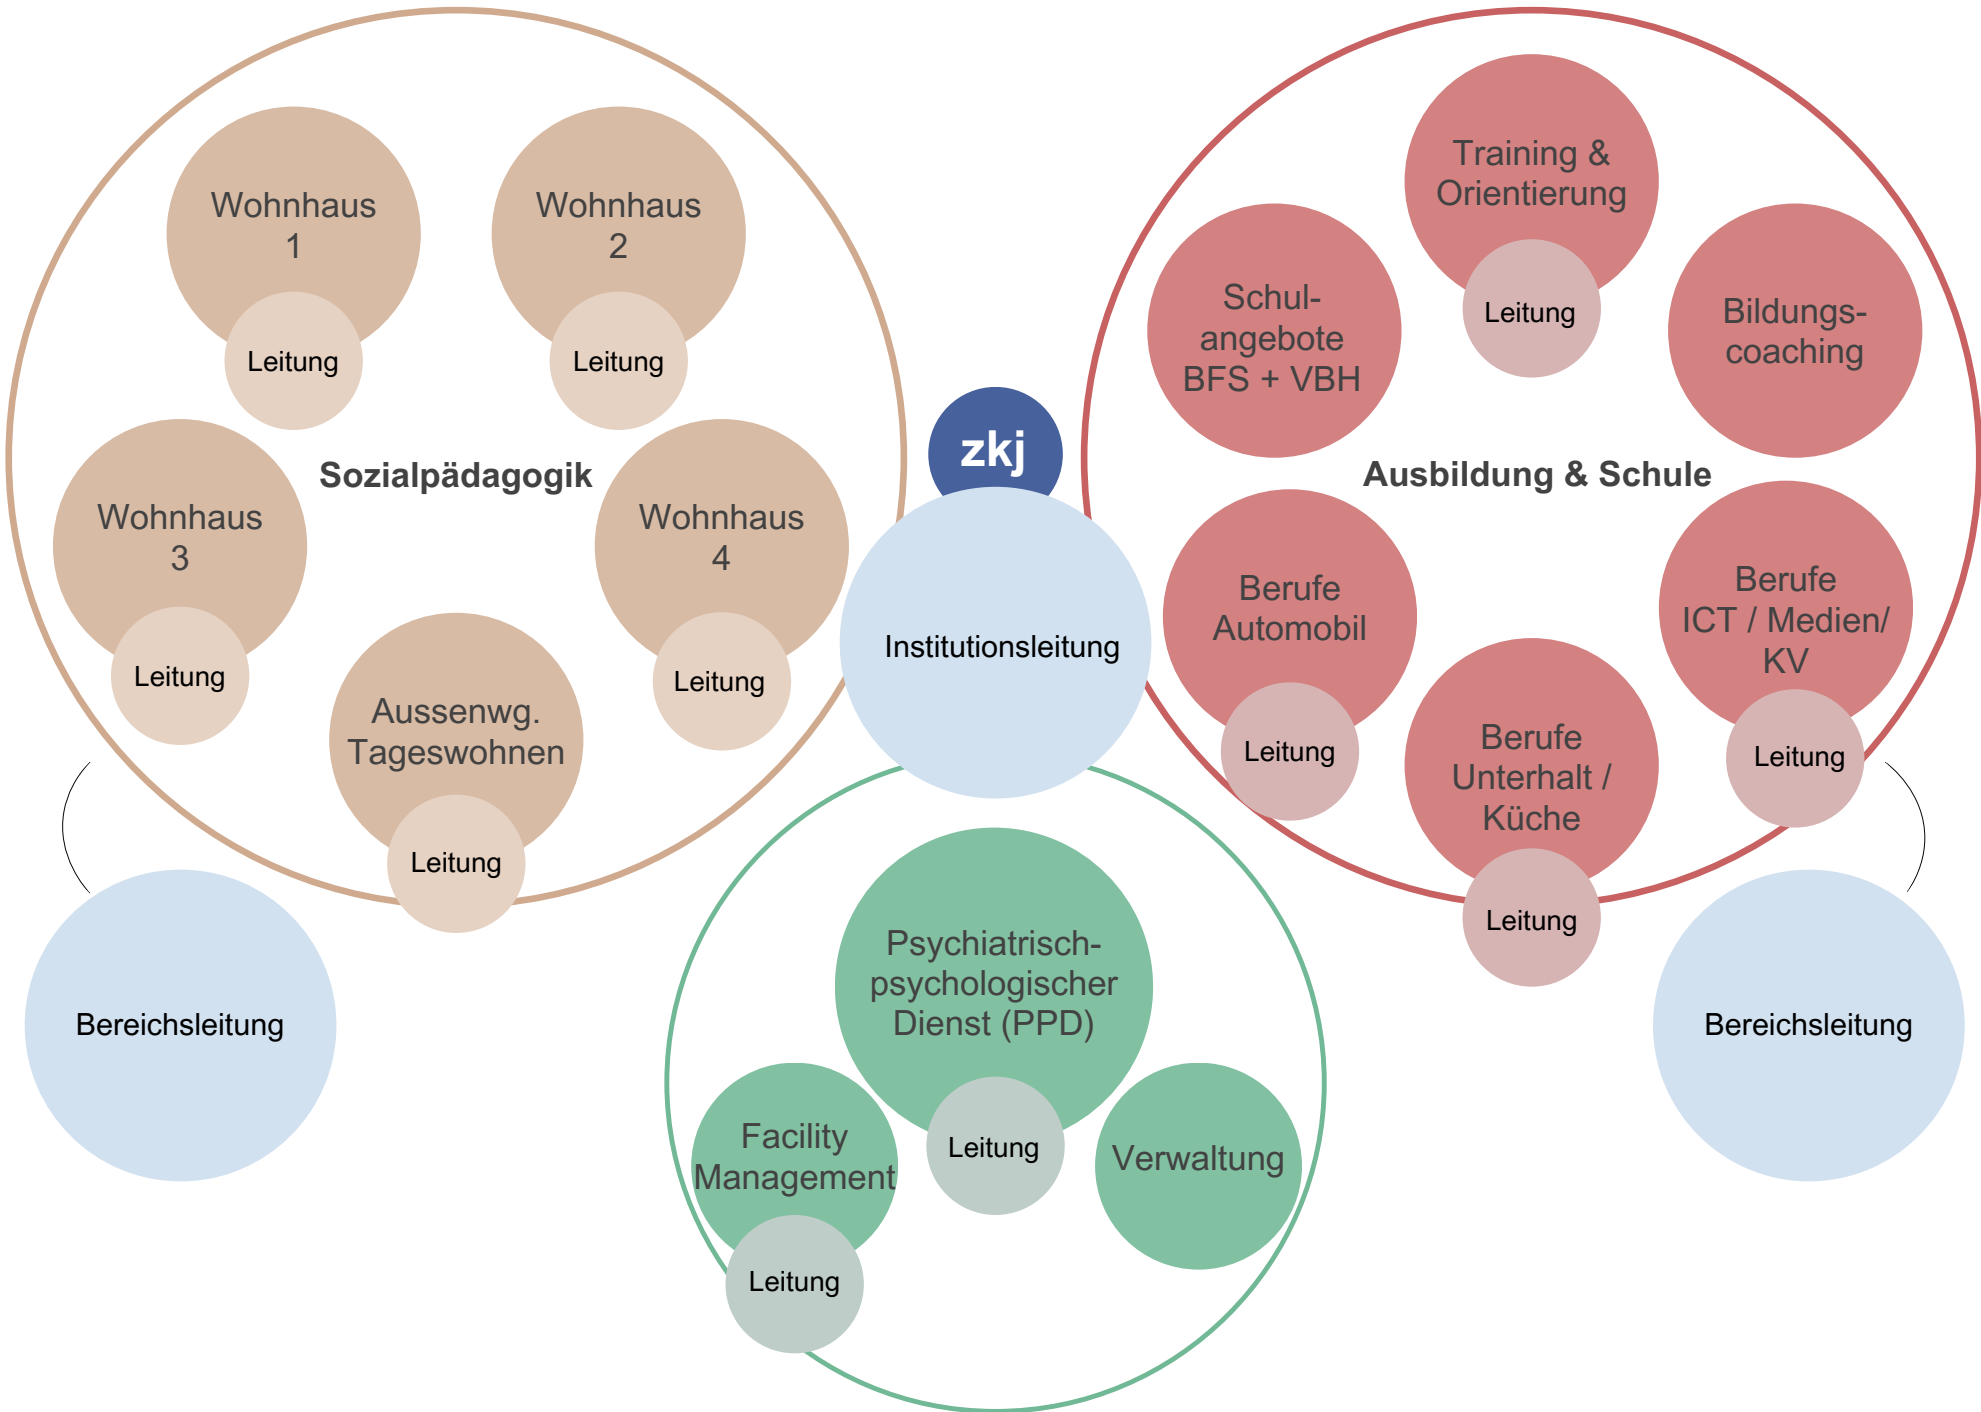 Wohnhaus
1
Leitung
Wohnhaus
2
Leitung
Sozialpädagogik
Wohnhaus
3
Leitung
Wohnhaus
4
Leitung
Aussenwg.
Tageswohnen
Leitung
Bereichsleitung
zkj
Institutionsleitung
Training &
Orientierung
Leitung
Schul-
angebote
BFS + VBH
Bildungs-
coaching
Ausbildung & Schule
Berufe
Automobil
Leitung
Berufe
ICT / Medien/
KV
Leitung
Berufe
Unterhalt /
Küche
Leitung
Bereichsleitung
Psychiatrisch-
psychologischer
Dienst (PPD)
Leitung
Facility
Management
Leitung
Verwaltung